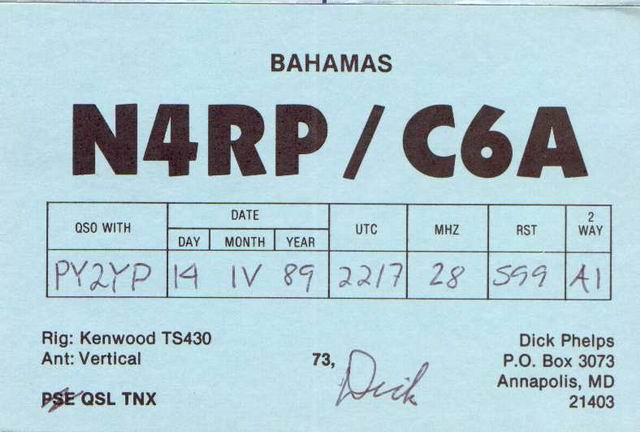 BAHAMAS
N4RP / C6A
QSO WITH DATE UTC MHZ RST 2 WAY
DAY MONTH YEAR
PY2YP 14 IV 89 2217 28 599 A1
Rig: Kenwood TS430
Ant: Vertical
PSE QSL TNX
73, Dick
Dick Phelps
P.O. Box 3073
Annapolis, MD
21403